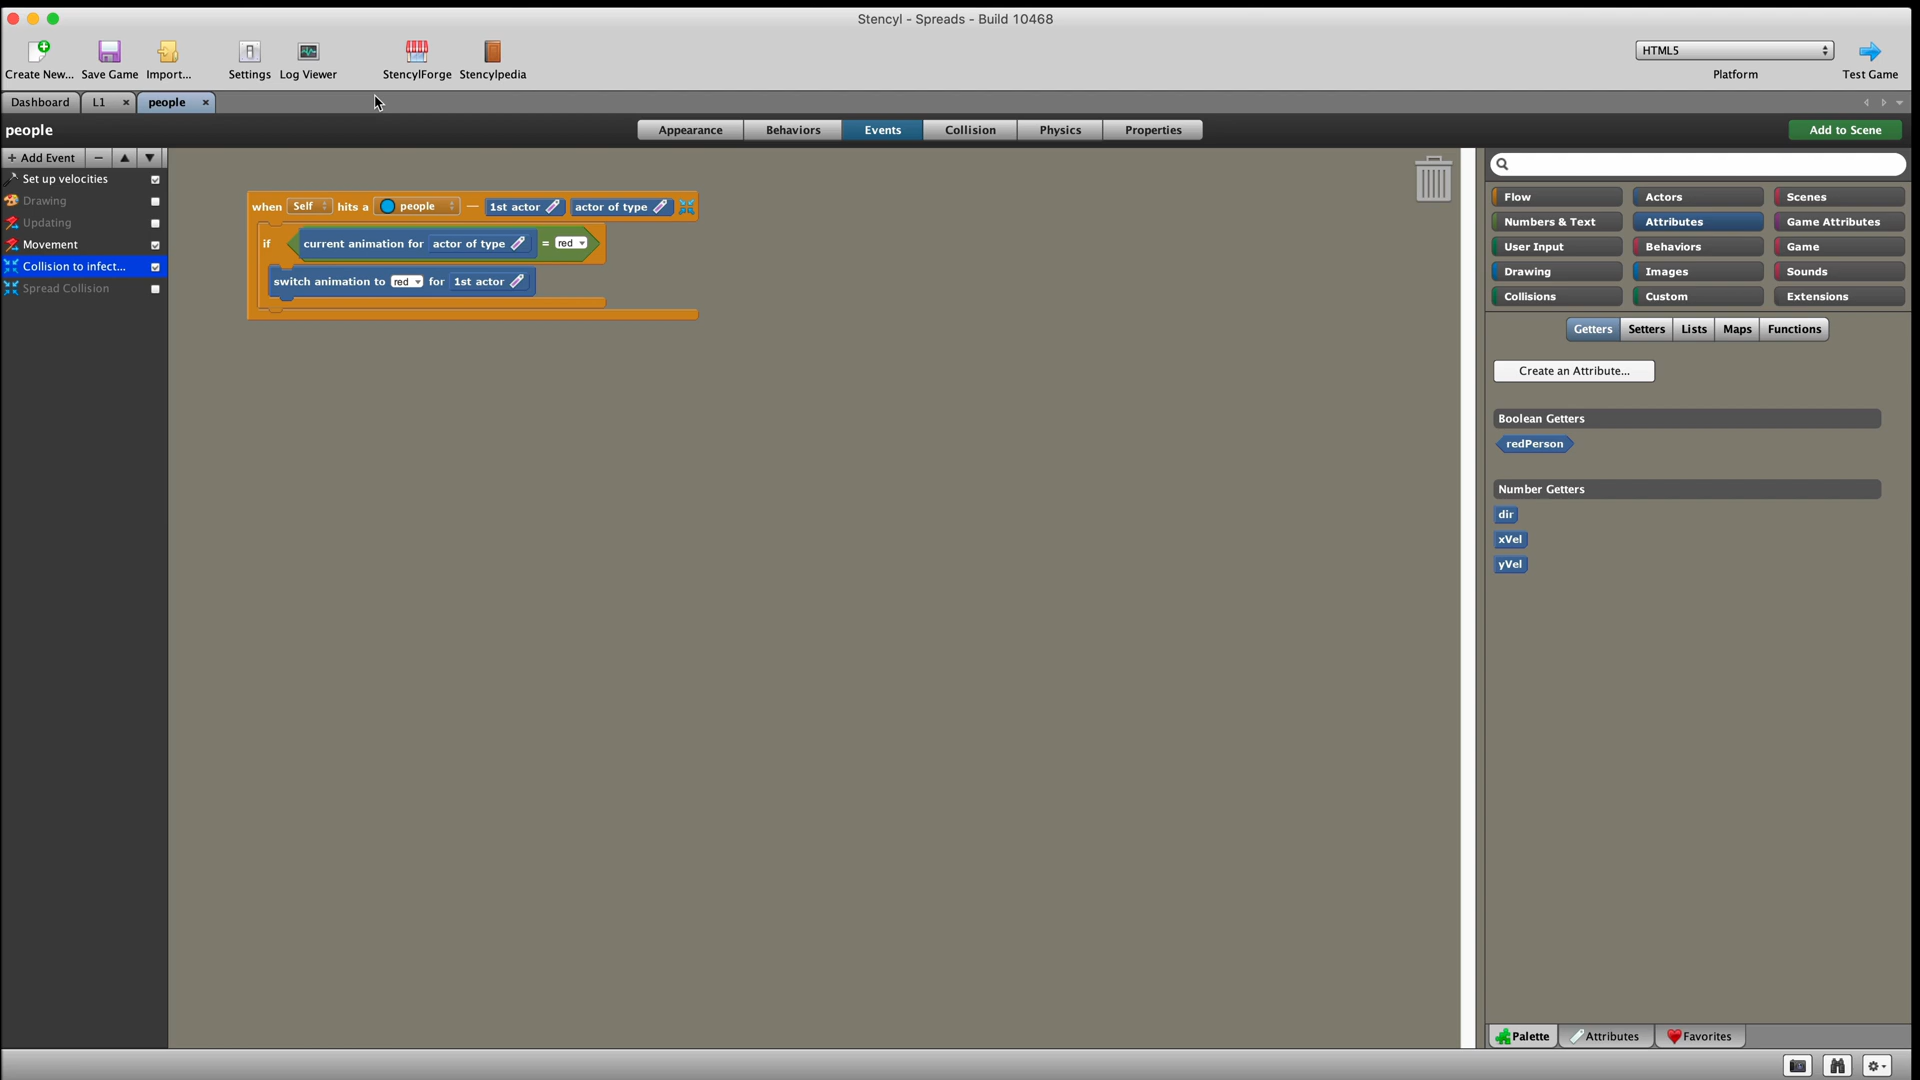 Stencyl - Spreads - Build 10468
Create New... Save Game Import... Settings Log Viewer StencylForge Stencylpedia
HTML5
Platform Test Game
Dashboard L1 × people ×
people
Appearance Behaviors Events Collision Physics Properties
Add to Scene
+ Add Event
Set up velocities
Drawing
Updating
Movement
Collision to infect...
Spread Collision
when Self hits a people — 1st actor actor of type
if current animation for actor of type = red
switch animation to red for 1st actor
Flow Actors Scenes
Numbers & Text Attributes Game Attributes
User Input Behaviors Game
Drawing Images Sounds
Collisions Custom Extensions
Getters Setters Lists Maps Functions
Create an Attribute...
Boolean Getters
redPerson
Number Getters
dir
xVel
yVel
Palette Attributes Favorites